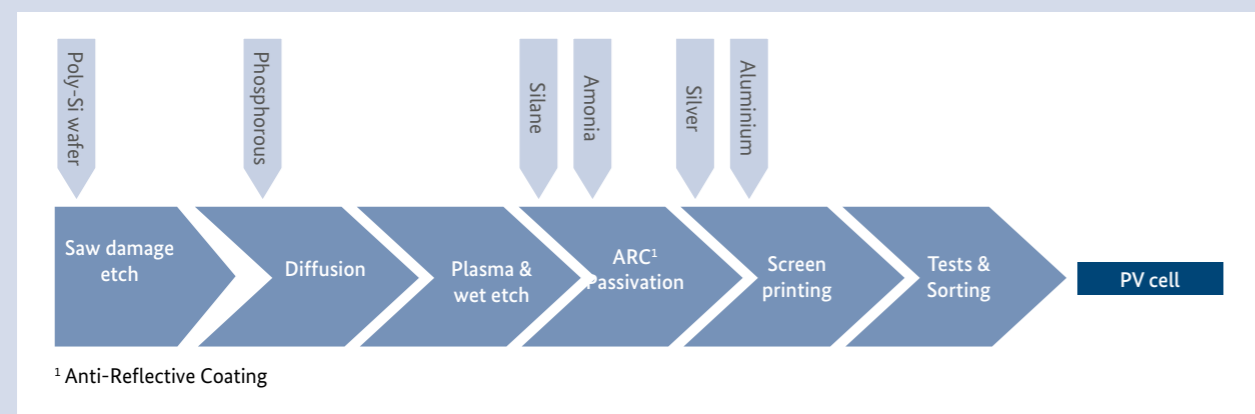 Poly-Si wafer
Phosphorous
Silane
Amonia
Silver
Aluminium
Saw damage
etch
Diffusion
Plasma &
wet etch
ARC¹
Passivation
Screen
printing
Tests &
Sorting
PV cell
¹ Anti-Reflective Coating